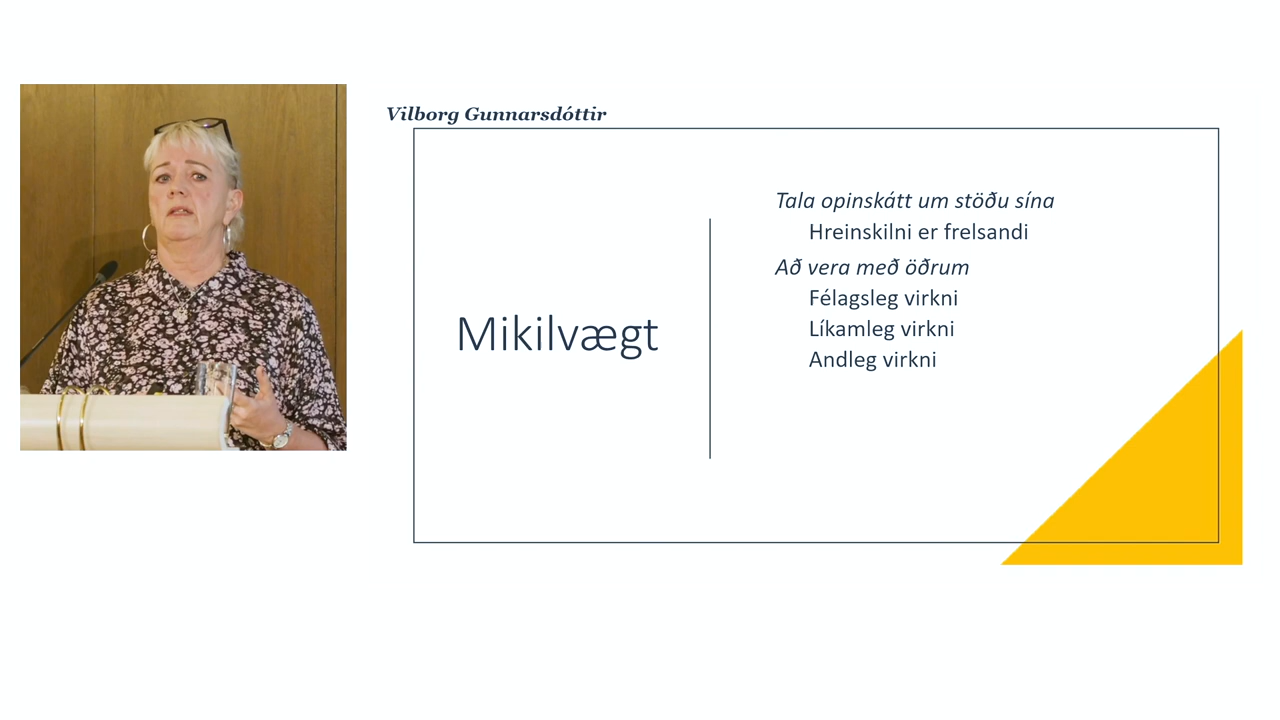 Vilborg Gunnarsdóttir
Mikilvægt
Tala opinskátt um stöðu sína
Hreinskilni er frelsandi
Að vera með öðrum
Félagsleg virkni
Líkamleg virkni
Andleg virkni